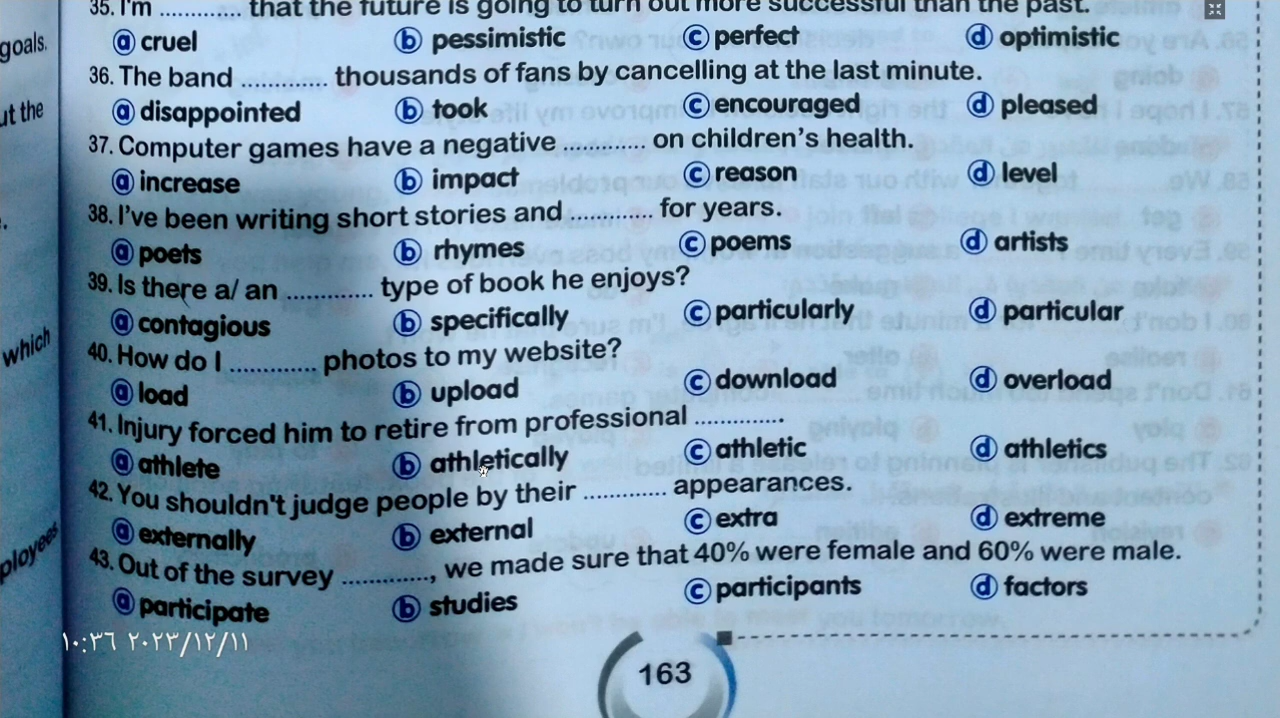 35. I'm ............ that the future is going to turn out more successful than the past.
ⓐ cruel ⓑ pessimistic ⓒ perfect ⓓ optimistic
36. The band ............ thousands of fans by cancelling at the last minute.
ⓐ disappointed ⓑ took ⓒ encouraged ⓓ pleased
37. Computer games have a negative ............ on children's health.
ⓐ increase ⓑ impact ⓒ reason ⓓ level
38. I've been writing short stories and ............ for years.
ⓐ poets ⓑ rhymes ⓒ poems ⓓ artists
39. Is there a/ an ............ type of book he enjoys?
ⓐ contagious ⓑ specifically ⓒ particularly ⓓ particular
40. How do I ............ photos to my website?
ⓐ load ⓑ upload ⓒ download ⓓ overload
41. Injury forced him to retire from professional ............
ⓐ athlete ⓑ athletically ⓒ athletic ⓓ athletics
42. You shouldn't judge people by their ............ appearances.
ⓐ externally ⓑ external ⓒ extra ⓓ extreme
43. Out of the survey ............, we made sure that 40% were female and 60% were male.
ⓐ participate ⓑ studies ⓒ participants ⓓ factors
١٠:٣٦ ٢٠٢٣/١٢/١١
163
goals.
ut the
which
ployees